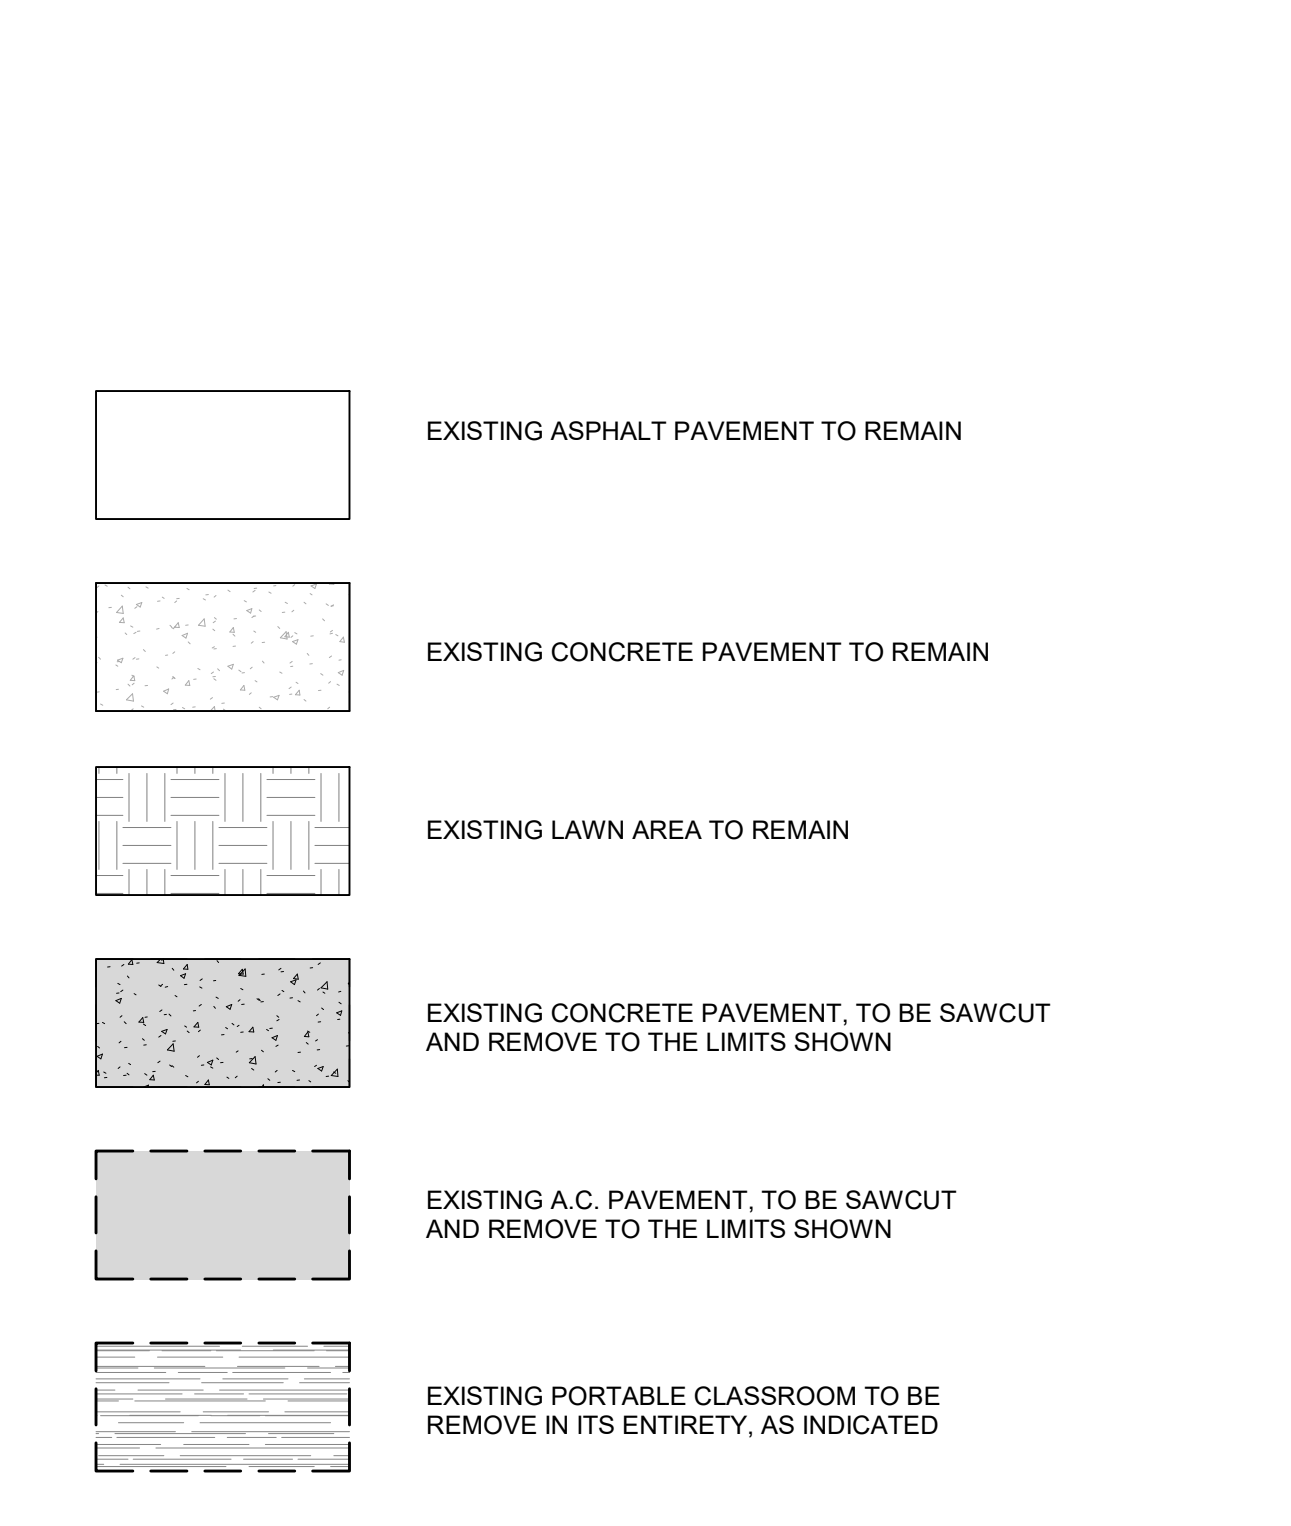 EXISTING ASPHALT PAVEMENT TO REMAIN
EXISTING CONCRETE PAVEMENT TO REMAIN
EXISTING LAWN AREA TO REMAIN
EXISTING CONCRETE PAVEMENT, TO BE SAWCUT
AND REMOVE TO THE LIMITS SHOWN
EXISTING A.C. PAVEMENT, TO BE SAWCUT
AND REMOVE TO THE LIMITS SHOWN
EXISTING PORTABLE CLASSROOM TO BE
REMOVE IN ITS ENTIRETY, AS INDICATED